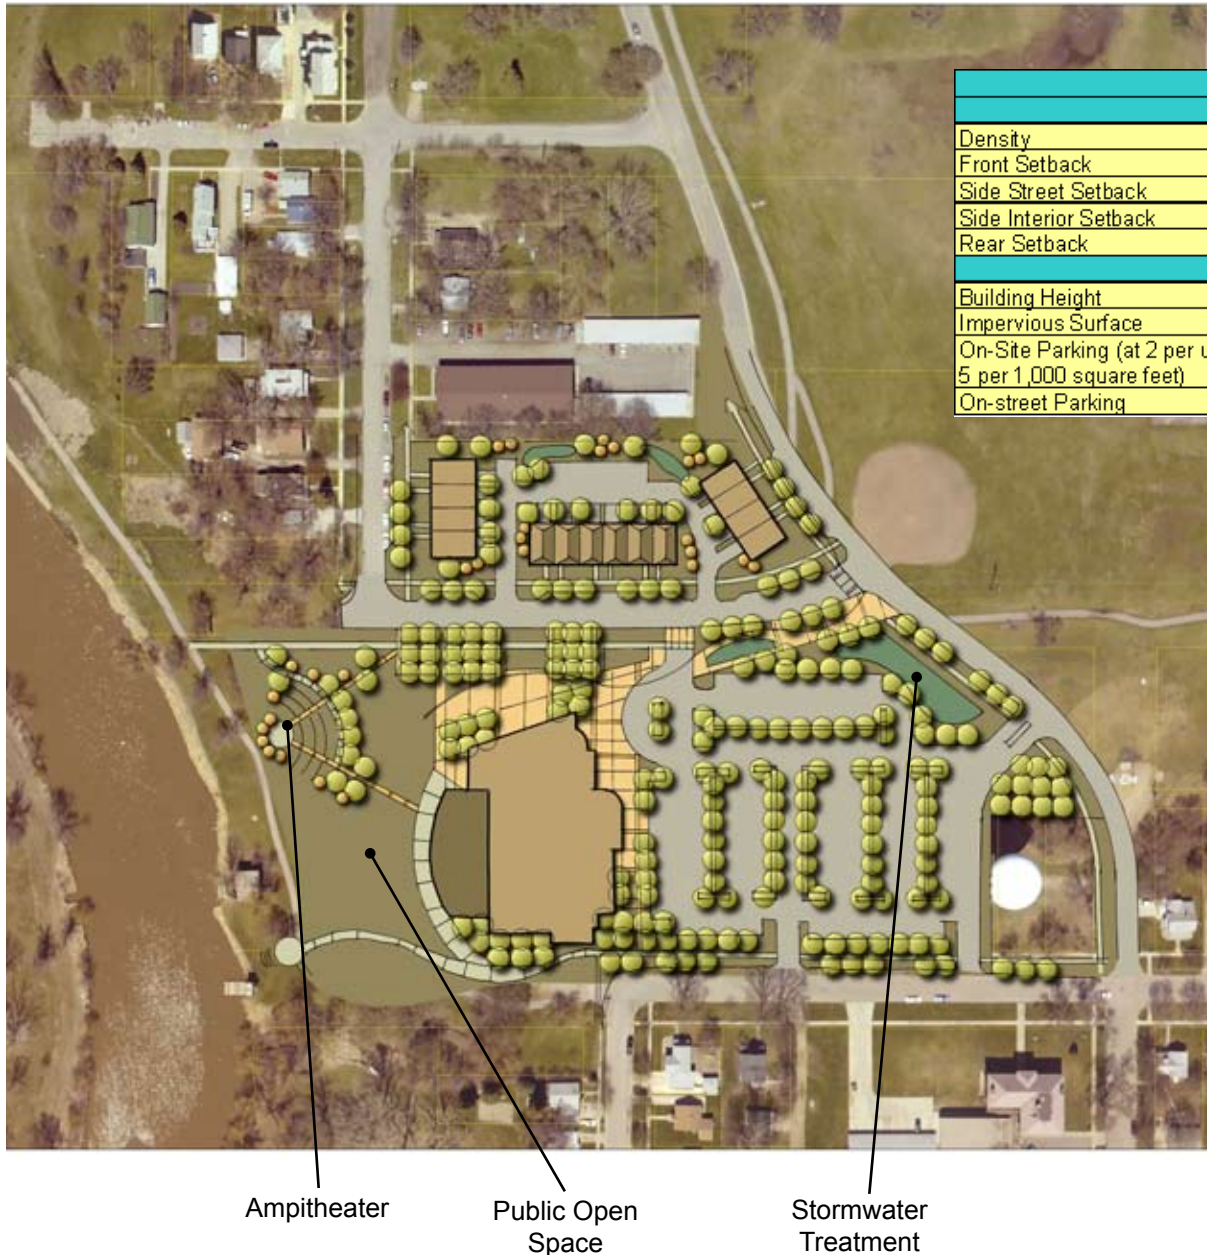 Density
Front Setback
Side Street Setback
Side Interior Setback
Rear Setback
Building Height
Impervious Surface
On-Site Parking (at 2 per
5 per 1,000 square feet)
On-street Parking
Ampitheater
Public Open
Space
Stormwater
Treatment